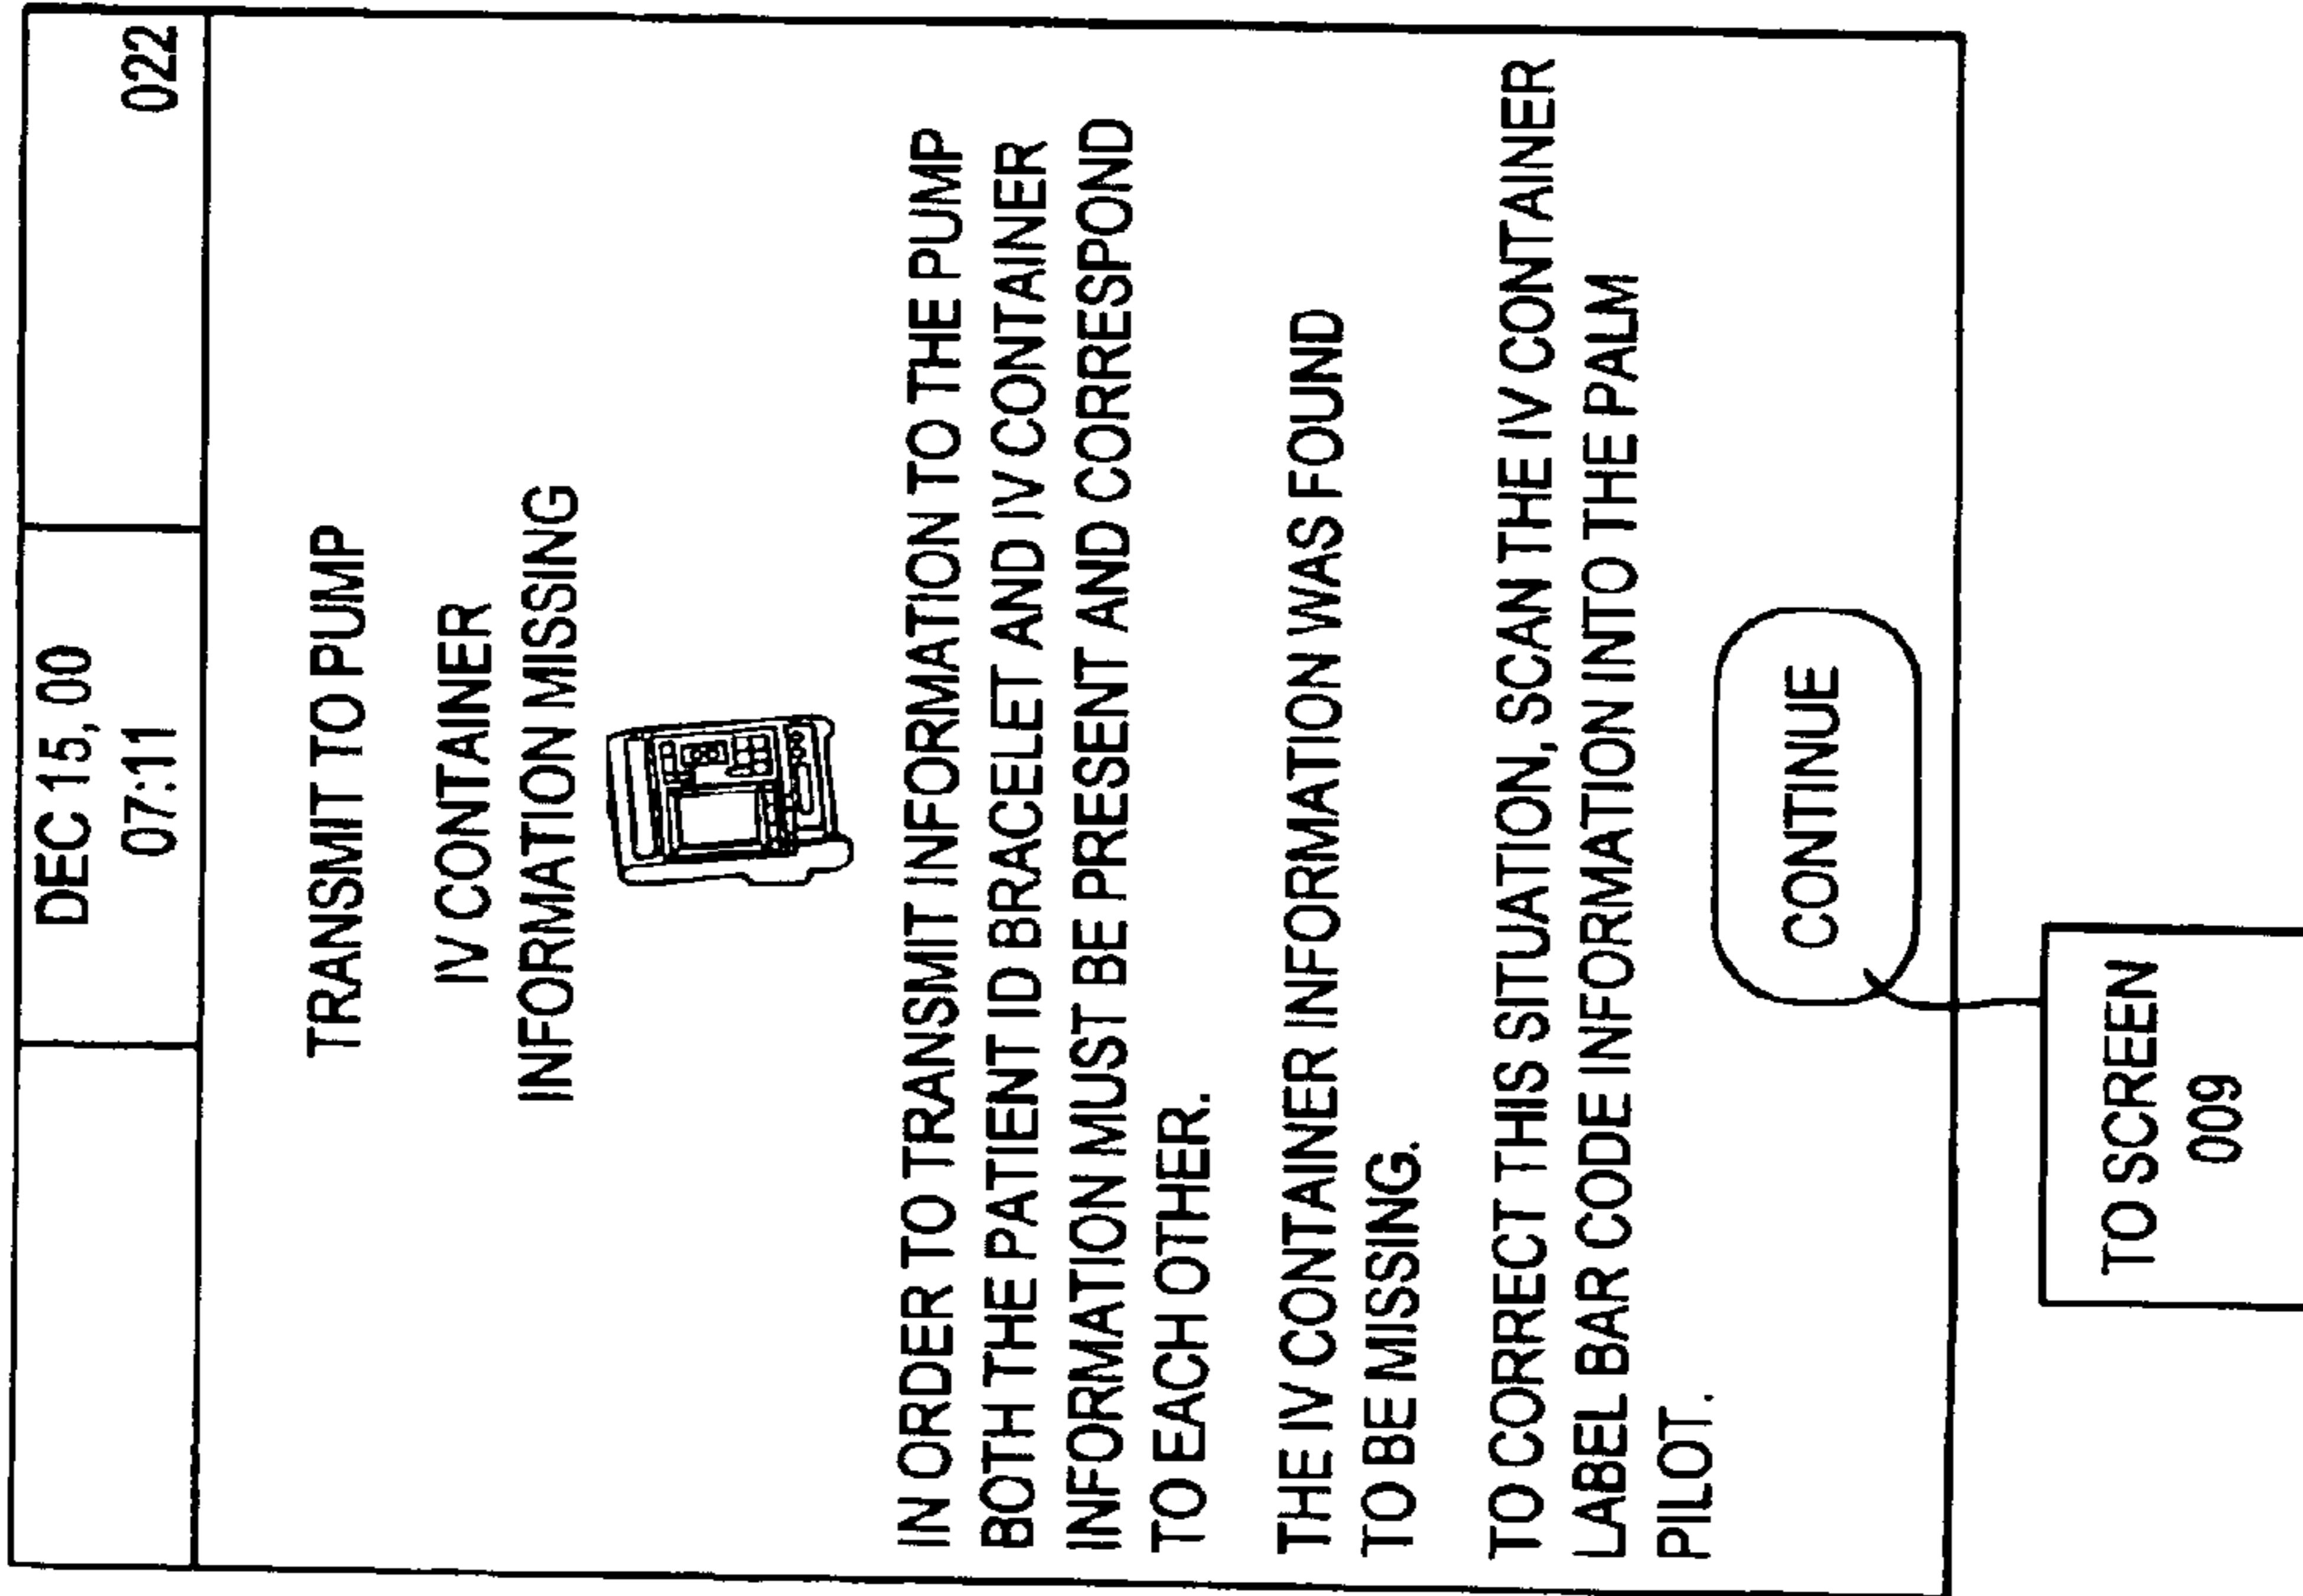 DEC 15, 00
07:11
022
TRANSMIT TO PUMP
IV CONTAINER
INFORMATION MISSING
IN ORDER TO TRANSMIT INFORMATION TO THE PUMP
BOTH THE PATIENT ID BRACELET AND IV CONTAINER
INFORMATION MUST BE PRESENT AND CORRESPOND
TO EACH OTHER.
THE IV CONTAINER INFORMATION WAS FOUND
TO BE MISSING.
TO CORRECT THIS SITUATION, SCAN THE IV CONTAINER
LABEL BAR CODE INFORMATION INTO THE PALM
PILOT.
CONTINUE
TO SCREEN
009